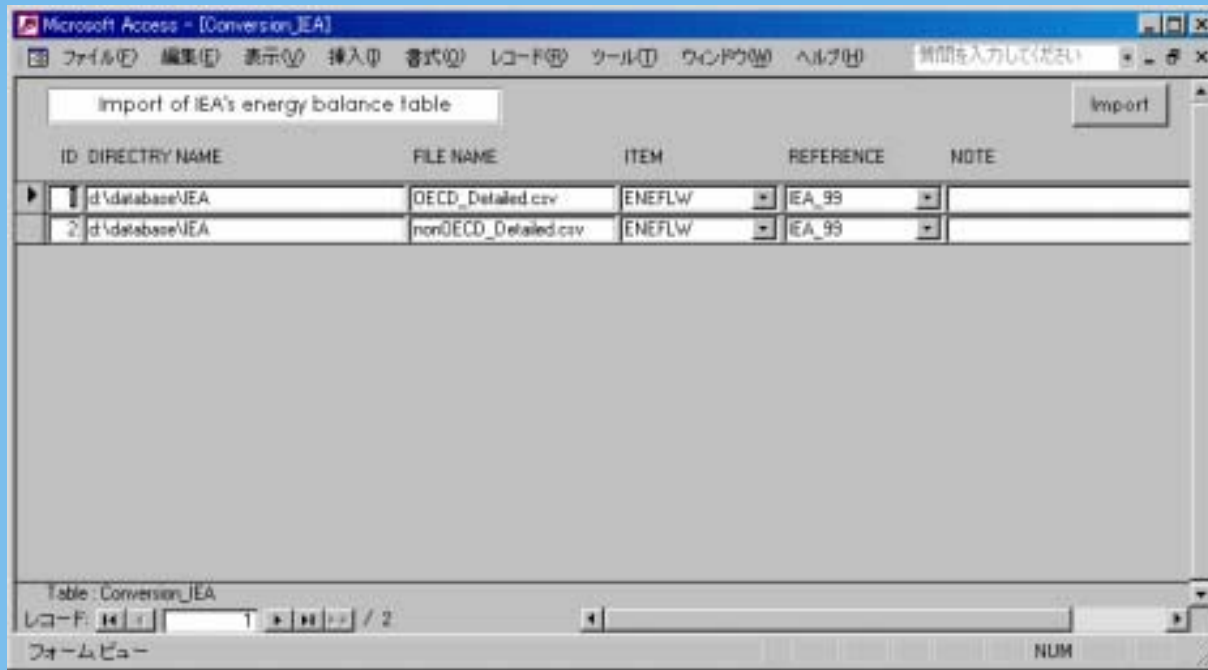 Microsoft Access - [Conversion_IEA]
ファイル(F) 編集(E) 表示(V) 挿入(I) 書式(O) レコード(R) ツール(T) ウィンドウ(W) ヘルプ(H) 質問を入力してください
Import of IEA's energy balance table Import
ID DIRECTRY NAME FILE NAME ITEM REFERENCE NOTE
1 d:\database\IEA OECD_Detailed.csv ENEFLW IEA_99
2 d:\database\IEA nonOECD_Detailed.csv ENEFLW IEA_99
Table : Conversion_IEA
レコード: 1 / 2
フォーム ビュー NUM